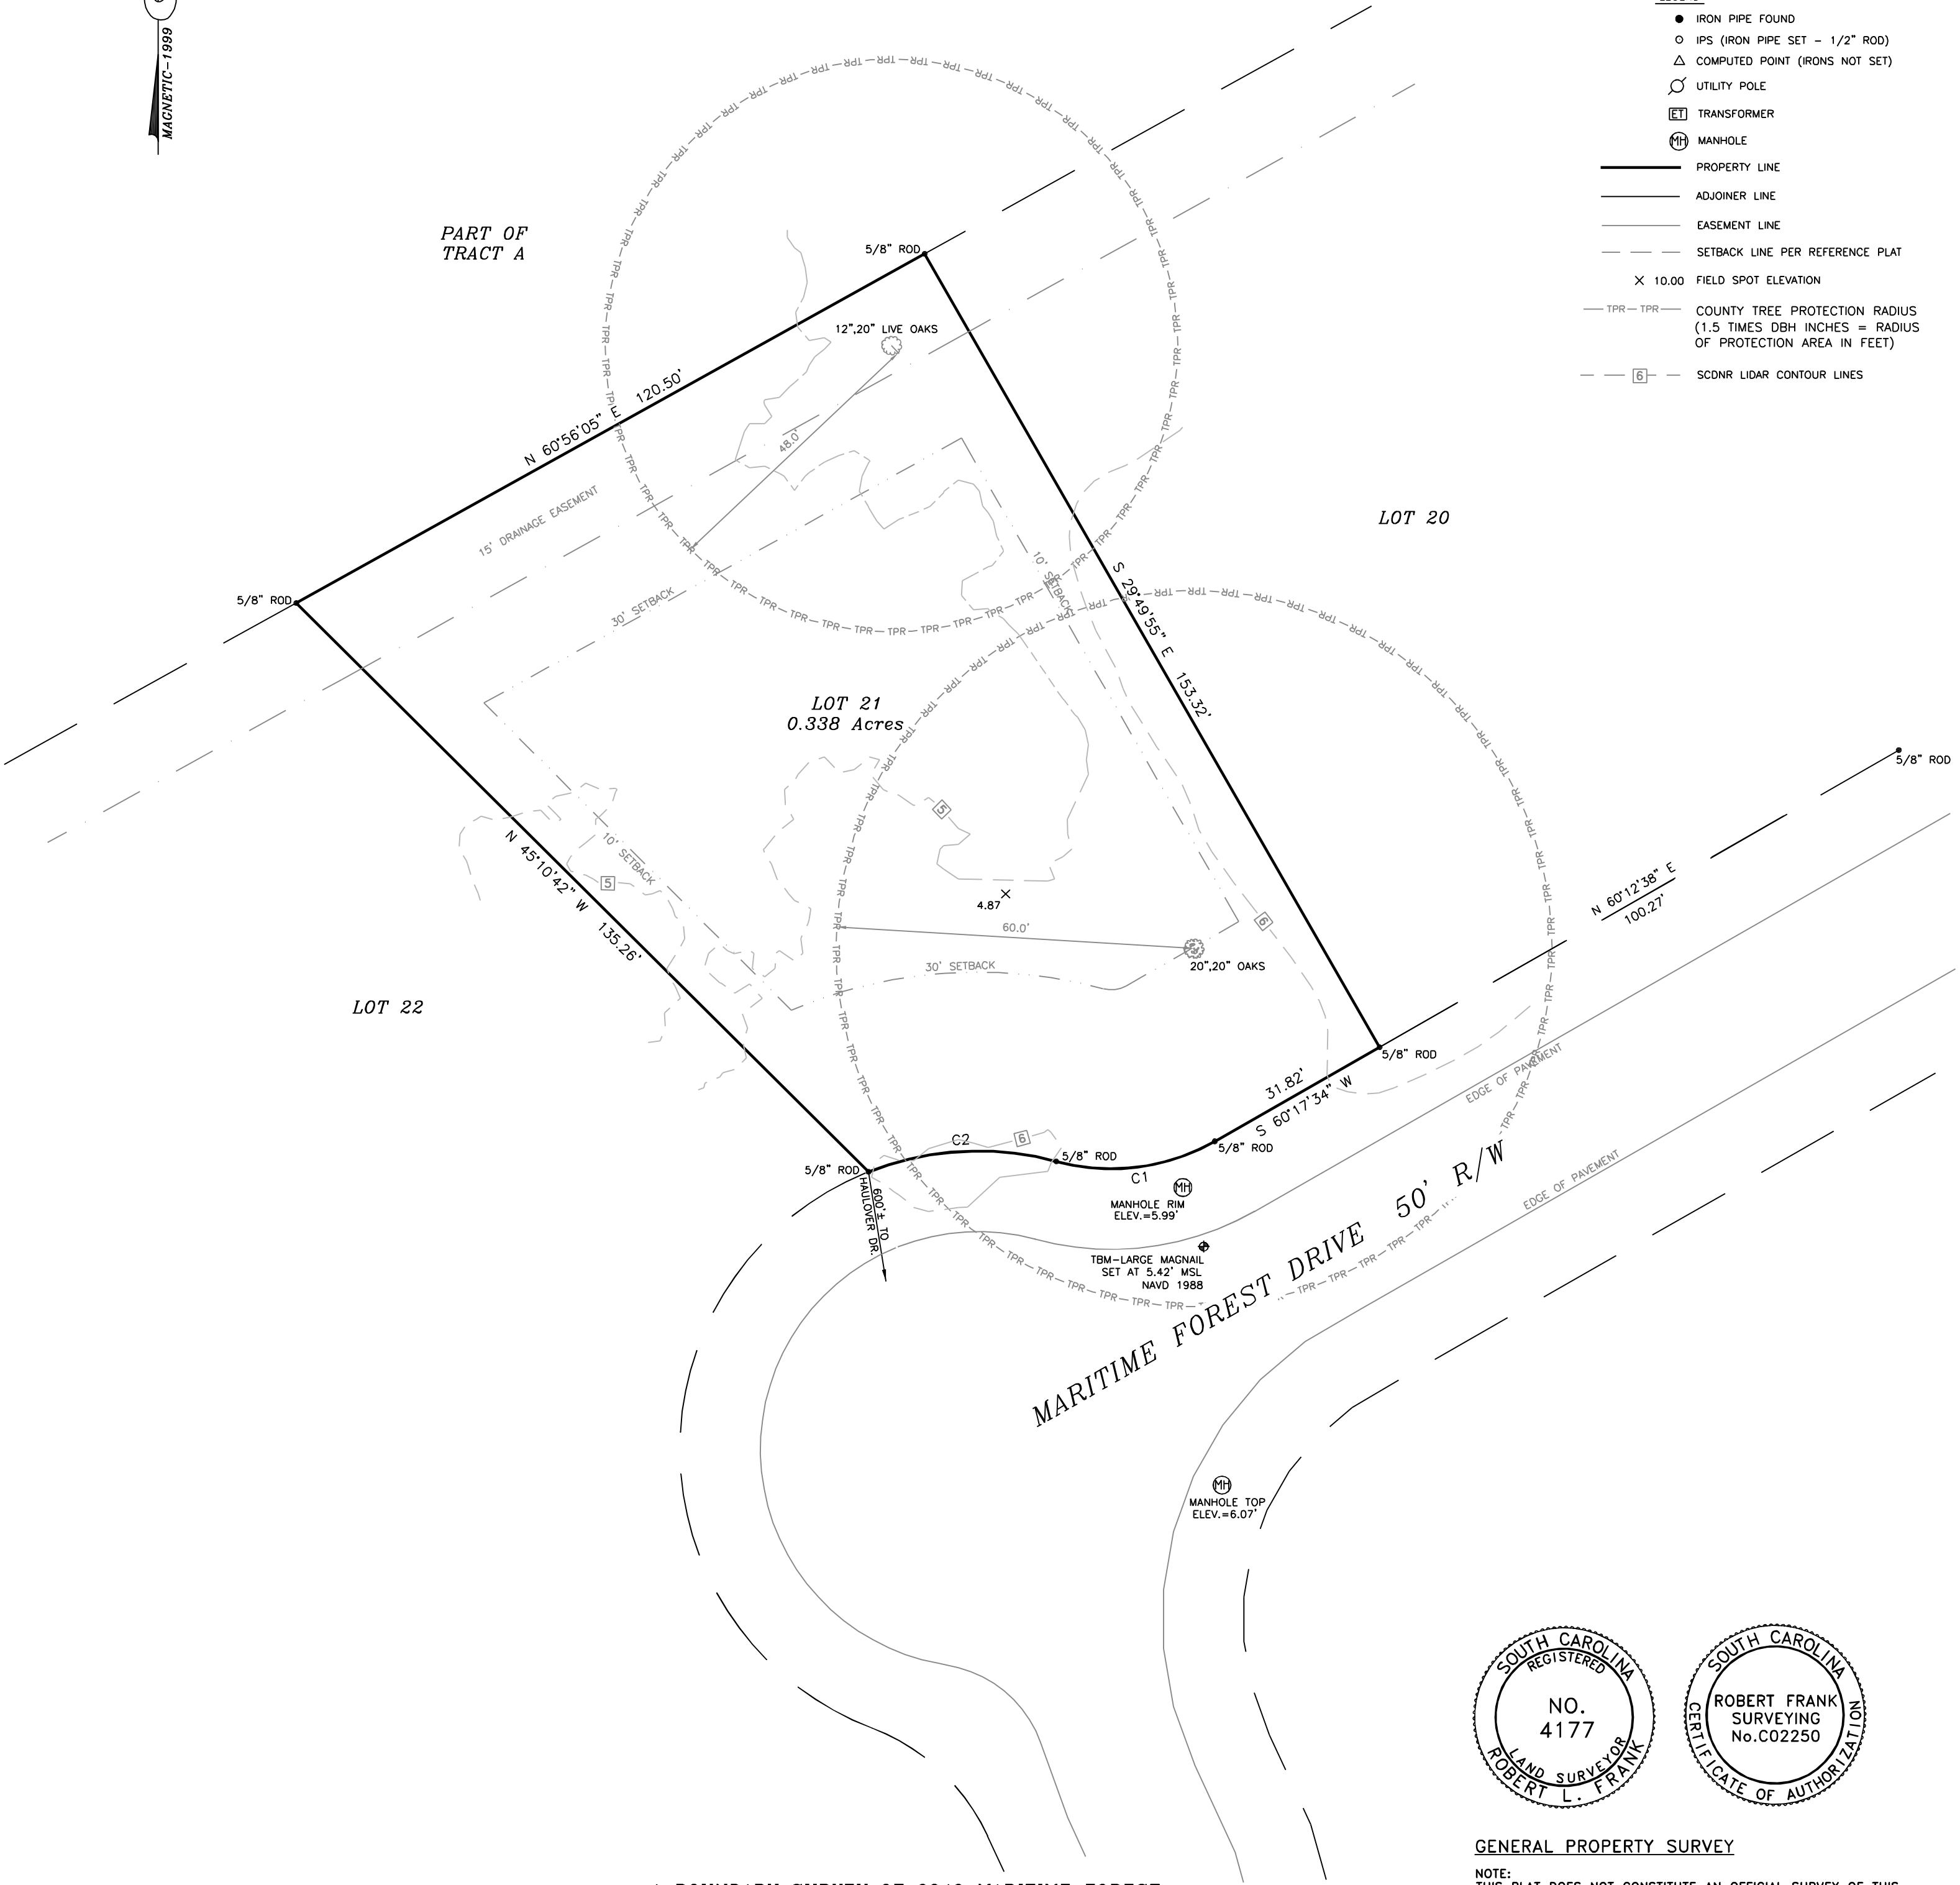 MAGNETIC-1999
IRON PIPE FOUND
IPS (IRON PIPE SET - 1/2" ROD)
COMPUTED POINT (IRONS NOT SET)
UTILITY POLE
ET TRANSFORMER
MH MANHOLE
PROPERTY LINE
ADJOINER LINE
EASEMENT LINE
SETBACK LINE PER REFERENCE PLAT
10.00 FIELD SPOT ELEVATION
TPR TPR COUNTY TREE PROTECTION RADIUS
(1.5 TIMES DBH INCHES = RADIUS
OF PROTECTION AREA IN FEET)
6 SCDNR LIDAR CONTOUR LINES
PART OF
TRACT A
5/8" ROD
12",20" LIVE OAKS
N 60°56'05" E 120.50'
48.0'
15' DRAINAGE EASEMENT
30' SETBACK
5/8" ROD
LOT 20
10' SETBACK
S 29°49'55" E 153.32'
LOT 21
0.338 Acres
5/8" ROD
5
10' SETBACK
5
N 45°10'42" W 135.26'
4.87
60.0'
6
20",20" OAKS
30' SETBACK
N 60°12'38" E
100.27'
LOT 22
5/8" ROD
EDGE OF PAVEMENT
31.82'
S 60°17'34" W
C2
6
5/8" ROD
5/8" ROD
5/8" ROD
C1
MH
MANHOLE RIM
ELEV.=5.99'
600'± TO
HAULOVER DR.
EDGE OF PAVEMENT
TBM-LARGE MAGNAIL
SET AT 5.42' MSL
NAVD 1988
MARITIME FOREST DRIVE 50' R/W
MH
MANHOLE TOP
ELEV.=6.07'
SOUTH CAROLINA
REGISTERED
NO.
4177
LAND SURVEYOR
ROBERT L. FRANK
SOUTH CAROLINA
ROBERT FRANK
SURVEYING
No.C02250
CERTIFICATE OF AUTHORIZATION
GENERAL PROPERTY SURVEY
NOTE: